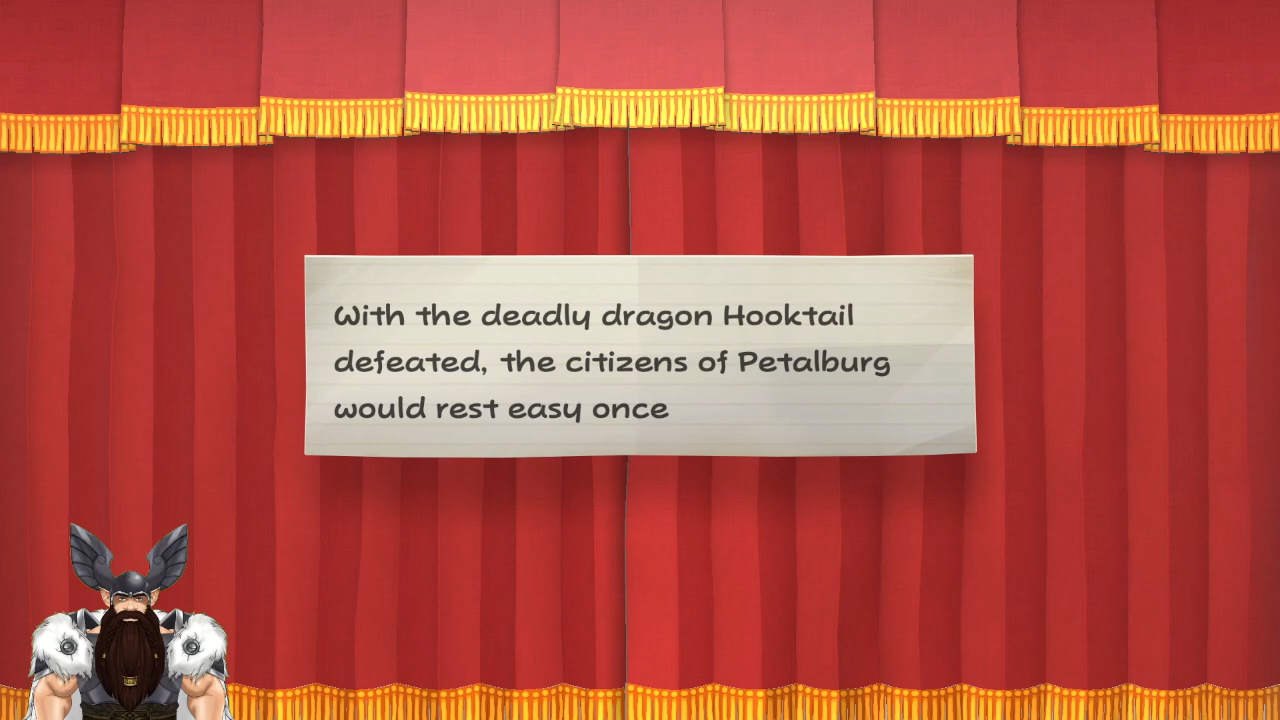 With the deadly dragon Hooktail
defeated, the citizens of Petalburg
would rest easy once